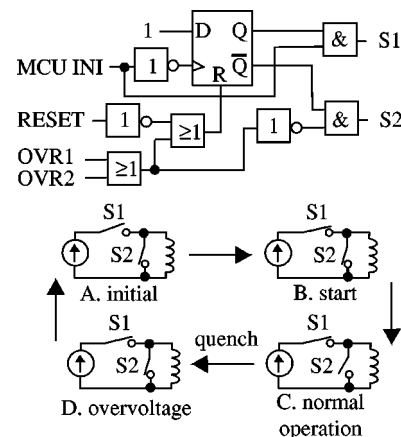 1 D Q & S1
MCU INI 1 R Q̅
RESET 1 ≥1 1 & S2
OVR1 ≥1
OVR2
S1 S1
S2 S2
A. initial B. start
S1 quench S1
S2 S2
D. overvoltage C. normal
operation